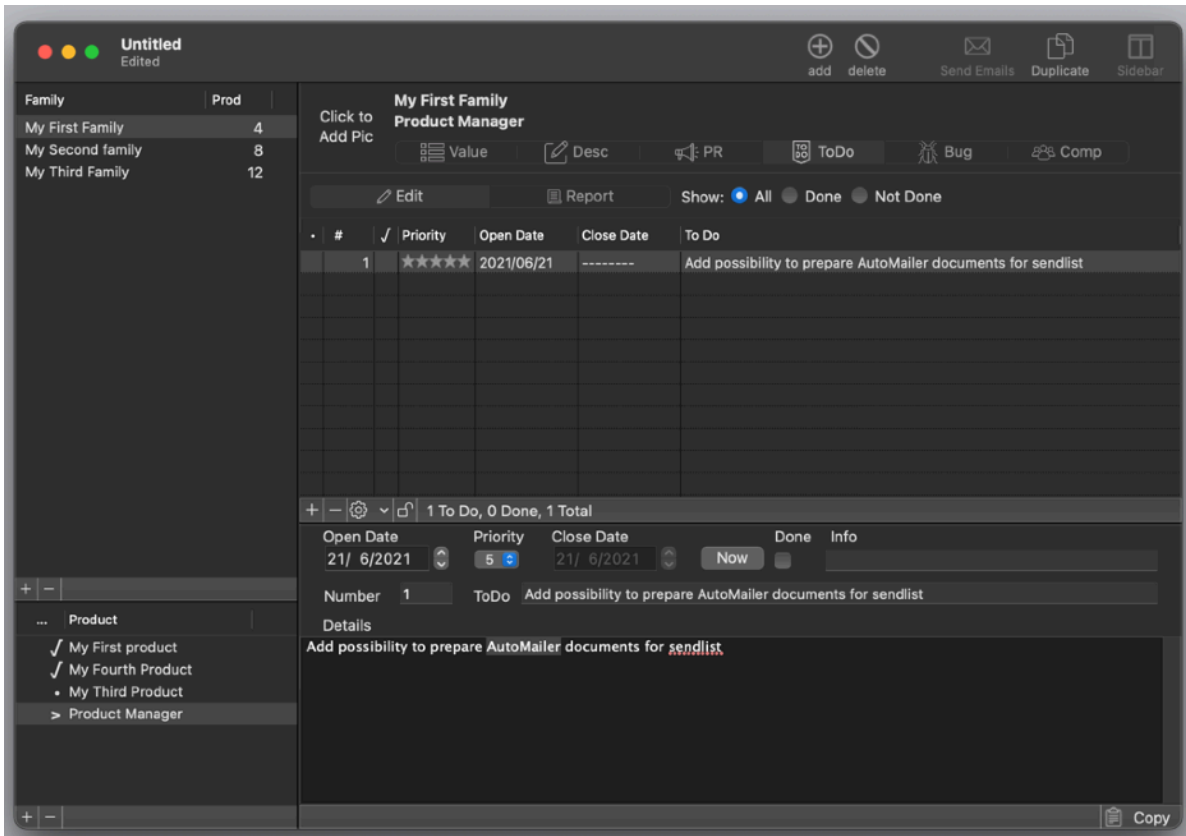 Untitled
Edited
add delete Send Emails Duplicate Sidebar
Family Prod
My First Family 4
My Second family 8
My Third Family 12
Click to
Add Pic
My First Family
Product Manager
Value Desc PR ToDo Bug Comp
Edit Report Show: All Done Not Done
• # √ Priority Open Date Close Date To Do
1 ★★★★★ 2021/06/21 -------- Add possibility to prepare AutoMailer documents for sendlist
+ − 1 To Do, 0 Done, 1 Total
Open Date Priority Close Date Done Info
21/ 6/2021 5 21/ 6/2021 Now
Number 1 ToDo Add possibility to prepare AutoMailer documents for sendlist
Details
Add possibility to prepare AutoMailer documents for sendlist
+ −
... Product
√ My First product
√ My Fourth Product
• My Third Product
> Product Manager
+ −
Copy